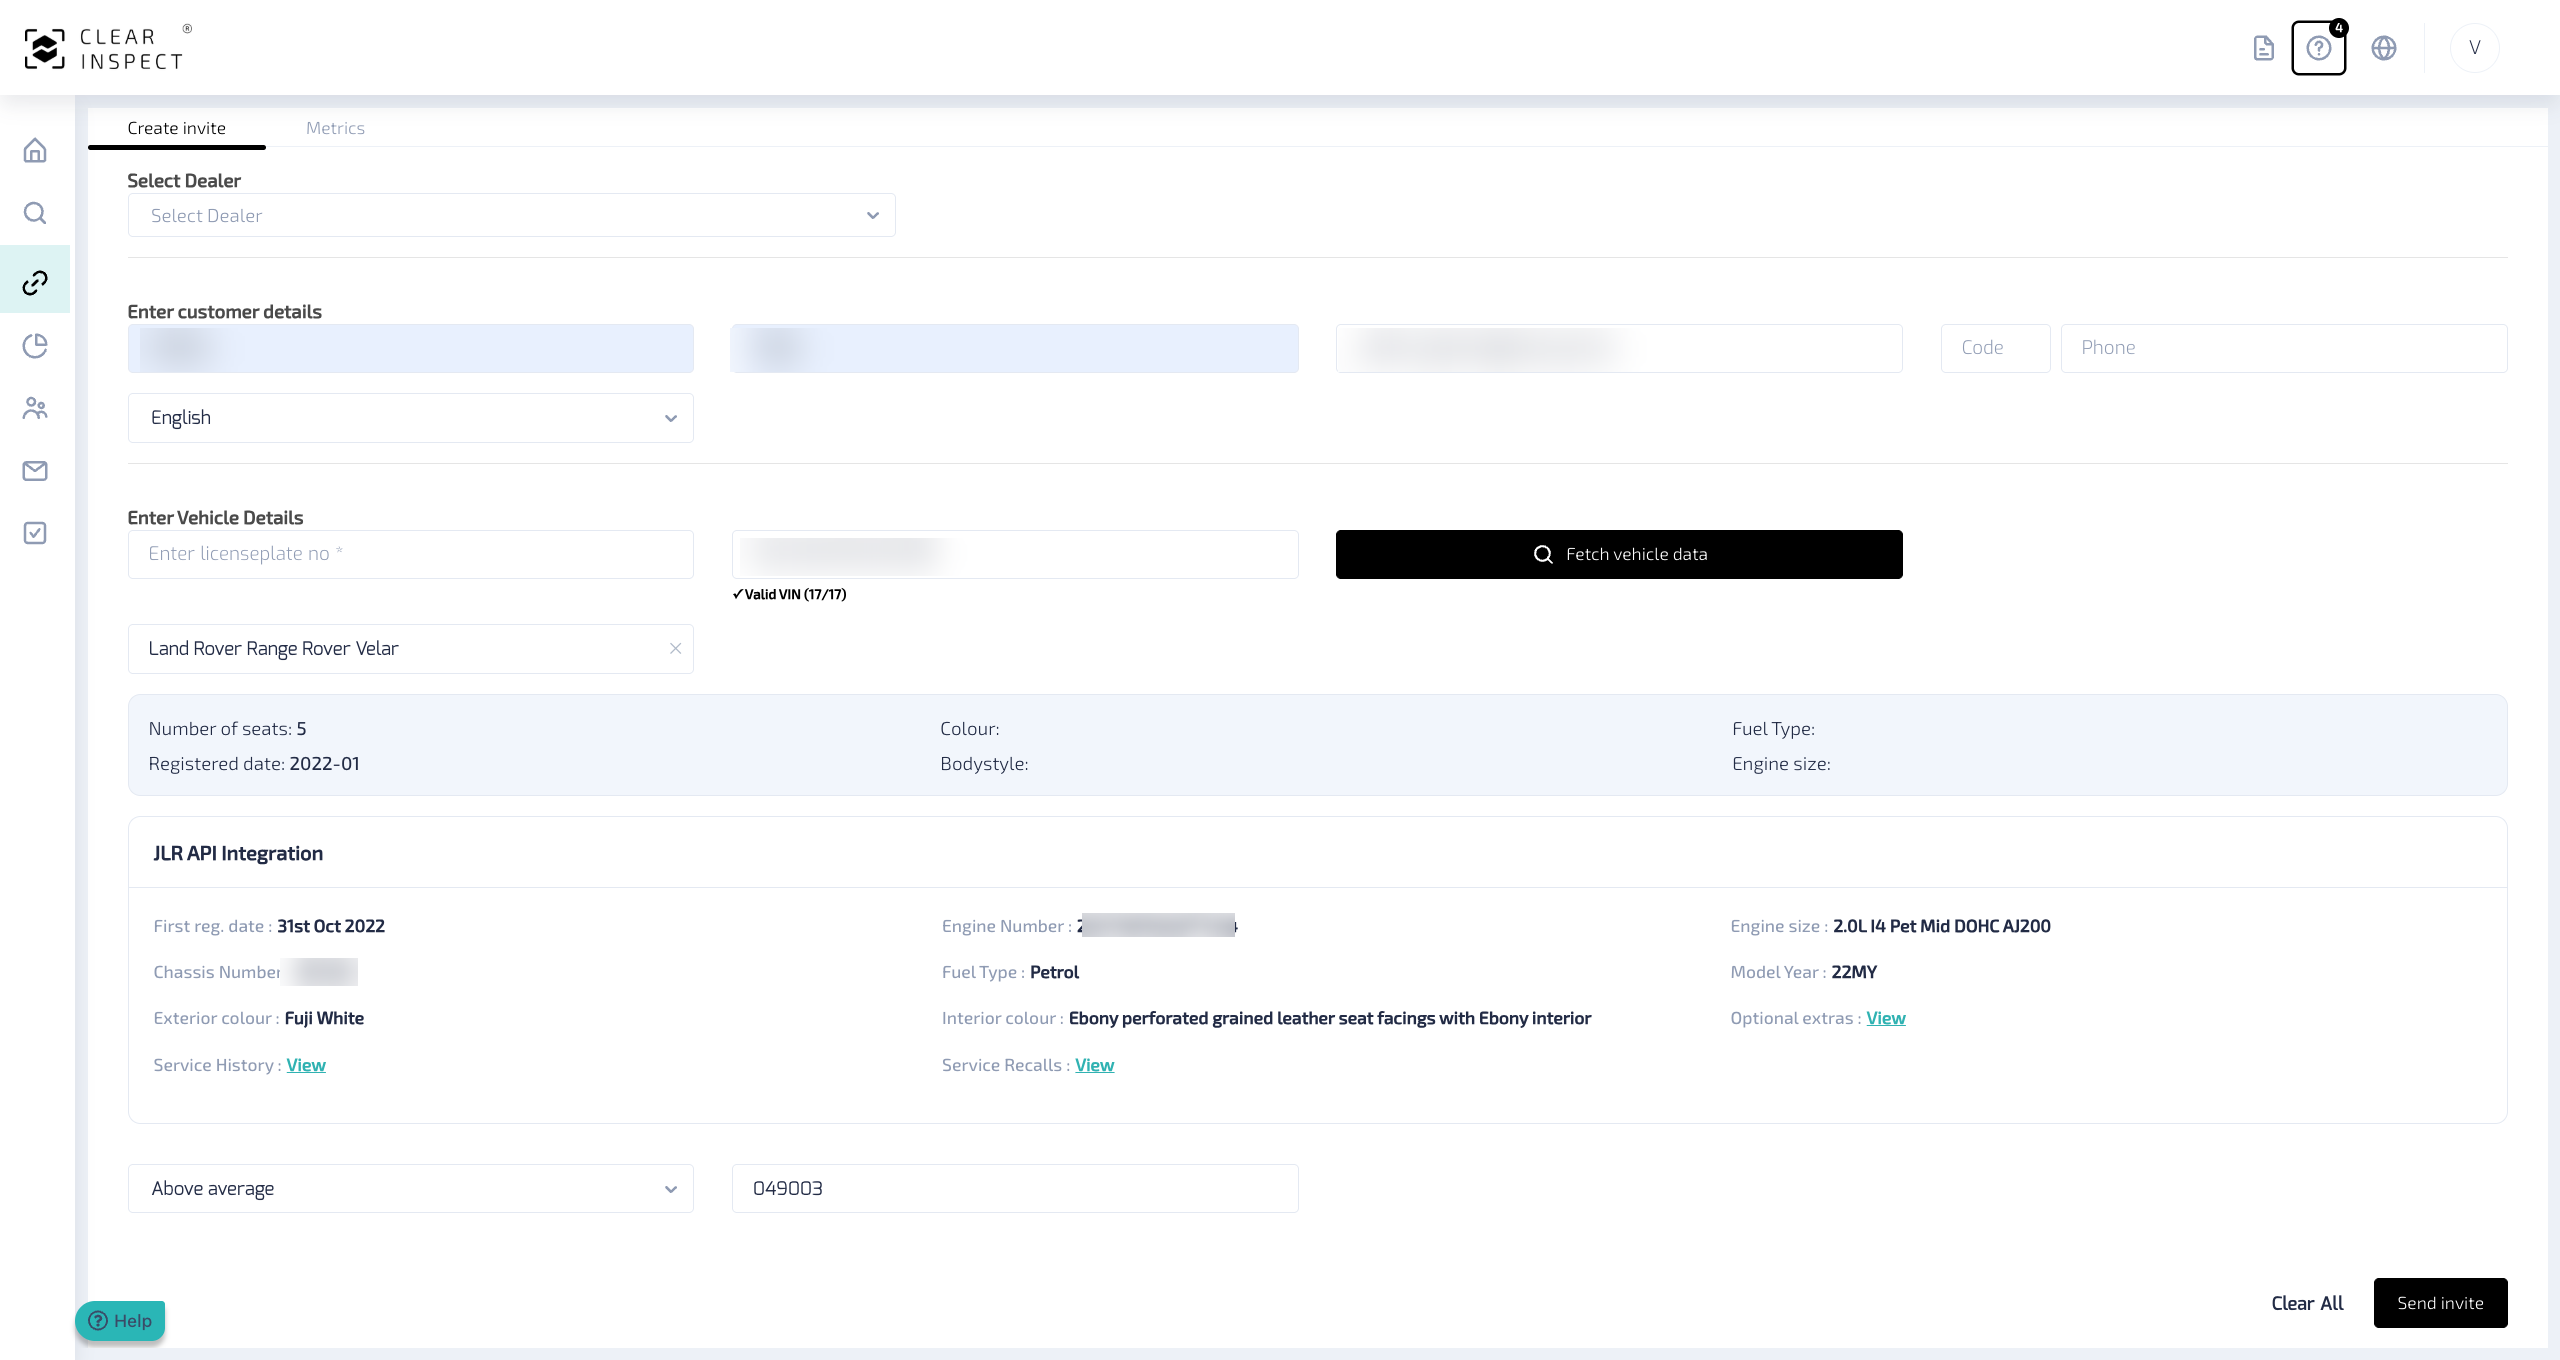 CLEAR
INSPECT
®
4
V
Create invite
Metrics
Select Dealer
Select Dealer
Enter customer details
Code
Phone
English
Enter Vehicle Details
Enter licenseplate no *
Fetch vehicle data
✓Valid VIN (17/17)
Land Rover Range Rover Velar
Number of seats: 5
Colour:
Fuel Type:
Registered date: 2022-01
Bodystyle:
Engine size:
JLR API Integration
First reg. date : 31st Oct 2022
Engine Number :
Engine size : 2.0L I4 Pet Mid DOHC AJ200
Chassis Number
Fuel Type : Petrol
Model Year : 22MY
Exterior colour : Fuji White
Interior colour : Ebony perforated grained leather seat facings with Ebony interior
Optional extras : View
Service History : View
Service Recalls : View
Above average
049003
Clear All
Send invite
Help